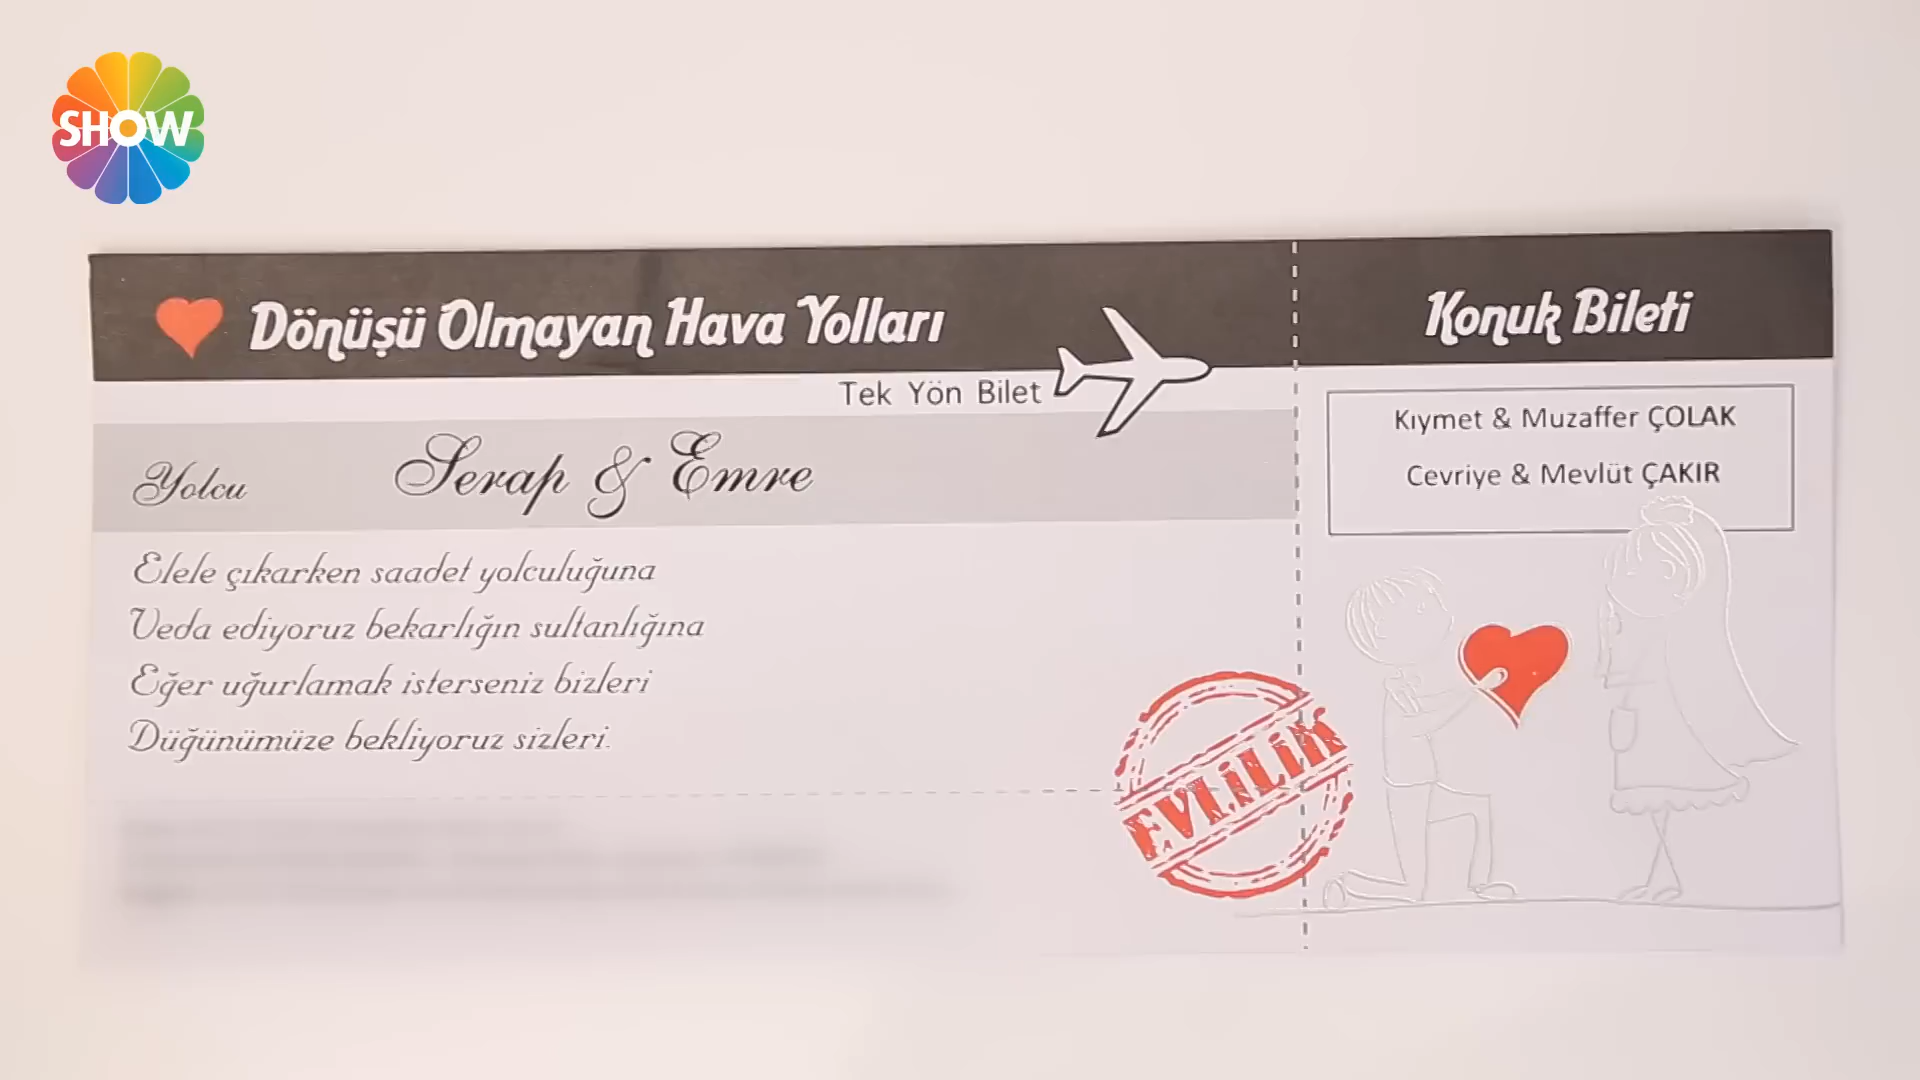 SHOW
Dönüşü Olmayan Hava Yolları
Konuk Bileti
Tek Yön Bilet
Kıymet & Muzaffer ÇOLAK
Cevriye & Mevlüt ÇAKIR
Yolcu Serap & Emre
Elele çıkarken saadet yolculuğuna
Veda ediyoruz bekarlığın sultanlığına
Eğer uğurlamak isterseniz bizleri
Düğünümüze bekliyoruz sizleri.
EVLİLİK